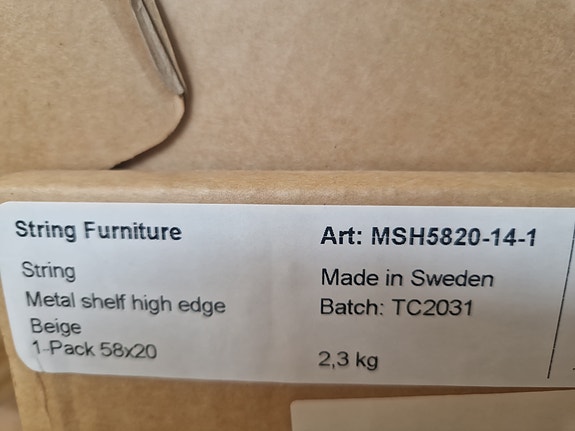 String Furniture
String
Metal shelf high edge
Beige
1-Pack 58x20
Art: MSH5820-14-1
Made in Sweden
Batch: TC2031
2,3 kg